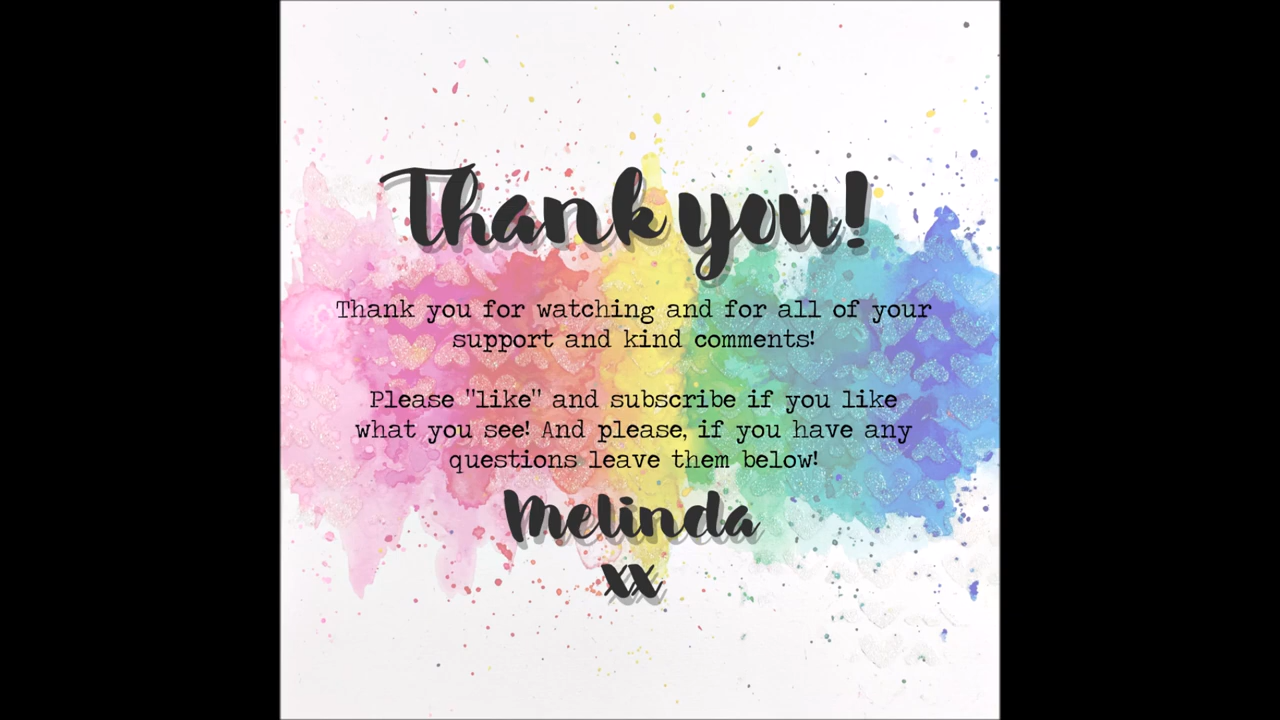 Thank you!
Thank you for watching and for all of your
support and kind comments!
Please "like" and subscribe if you like
what you see! And please, if you have any
questions leave them below!
Melinda
xx